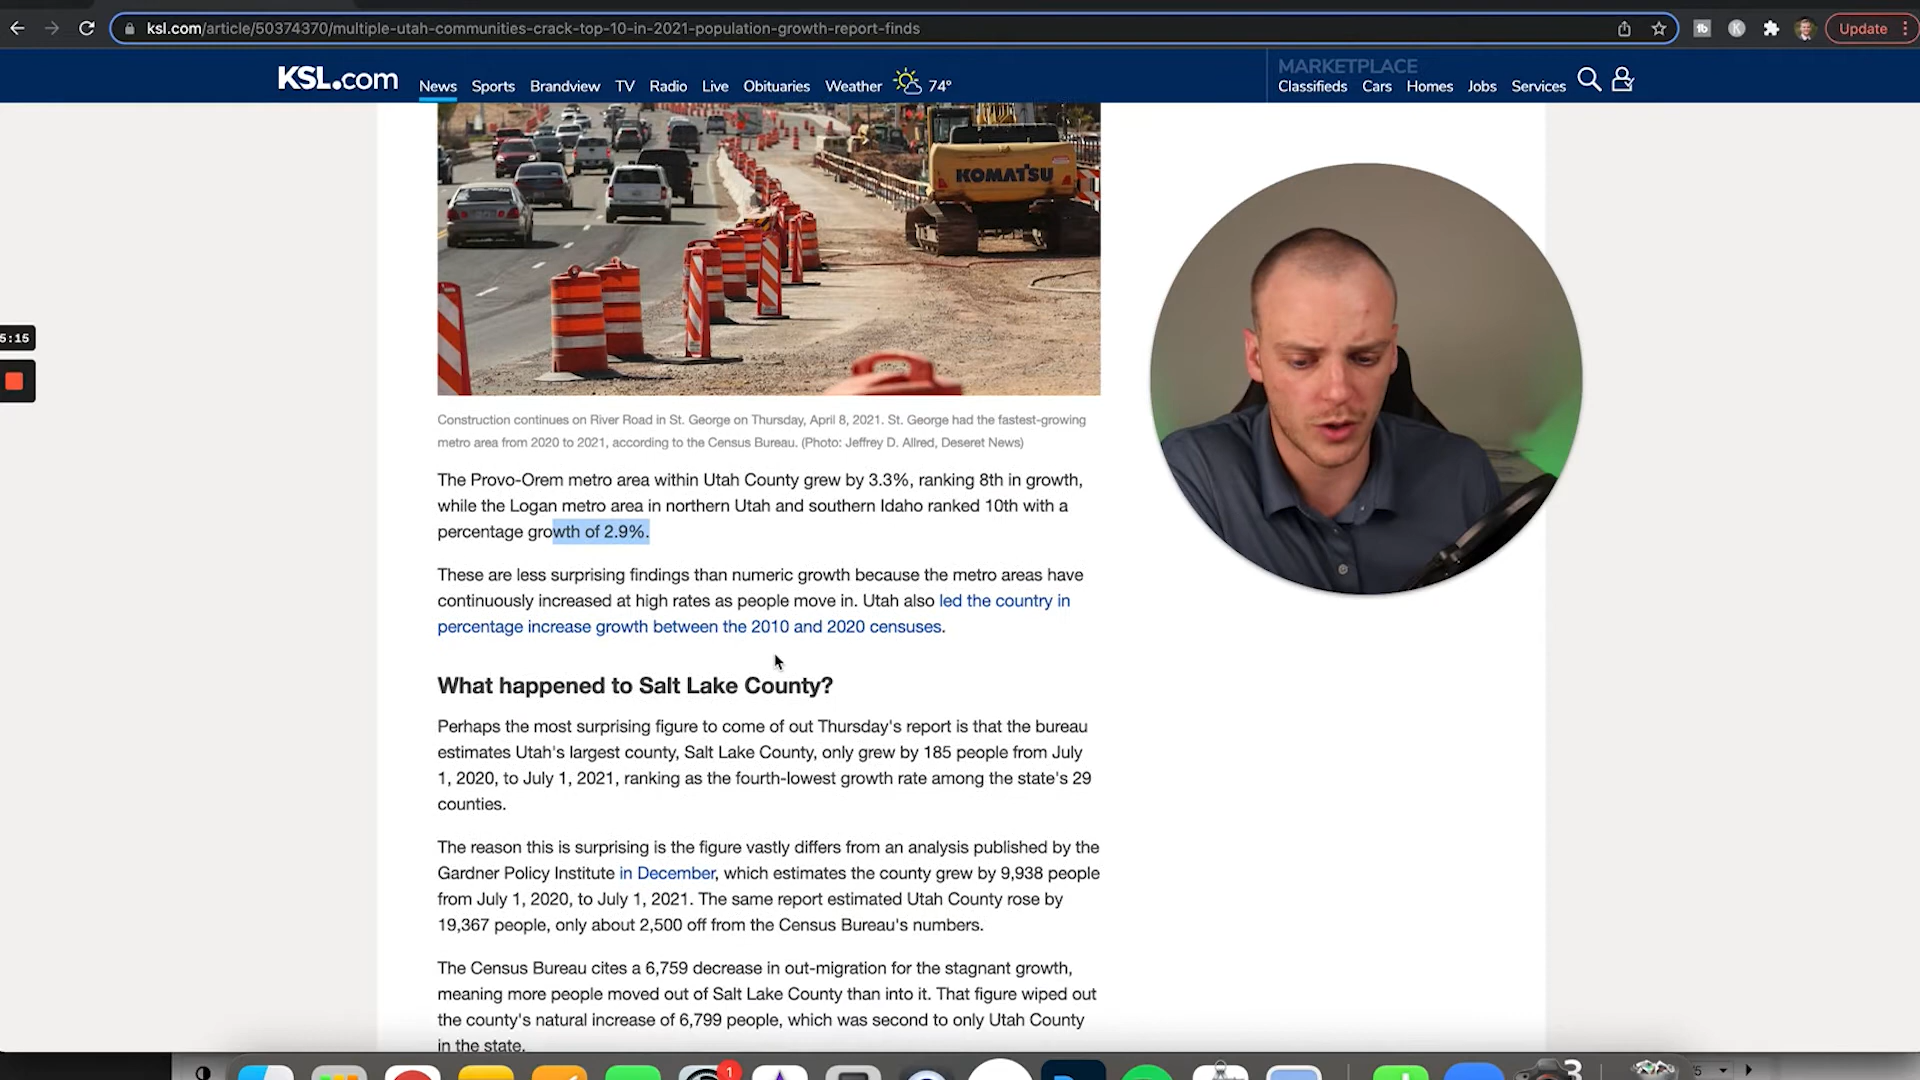 ksl.com/article/50374370/multiple-utah-communities-crack-top-10-in-2021-population-growth-report-finds
tb
K
Update
KSL.com
News Sports Brandview TV Radio Live Obituaries Weather 74°
MARKETPLACE
Classifieds Cars Homes Jobs Services
KOMATSU
5:15
Construction continues on River Road in St. George on Thursday, April 8, 2021. St. George had the fastest-growing
metro area from 2020 to 2021, according to the Census Bureau. (Photo: Jeffrey D. Allred, Deseret News)
The Provo-Orem metro area within Utah County grew by 3.3%, ranking 8th in growth,
while the Logan metro area in northern Utah and southern Idaho ranked 10th with a
percentage growth of 2.9%.
These are less surprising findings than numeric growth because the metro areas have
continuously increased at high rates as people move in. Utah also led the country in
percentage increase growth between the 2010 and 2020 censuses.
What happened to Salt Lake County?
Perhaps the most surprising figure to come of out Thursday's report is that the bureau
estimates Utah's largest county, Salt Lake County, only grew by 185 people from July
1, 2020, to July 1, 2021, ranking as the fourth-lowest growth rate among the state's 29
counties.
The reason this is surprising is the figure vastly differs from an analysis published by the
Gardner Policy Institute in December, which estimates the county grew by 9,938 people
from July 1, 2020, to July 1, 2021. The same report estimated Utah County rose by
19,367 people, only about 2,500 off from the Census Bureau's numbers.
The Census Bureau cites a 6,759 decrease in out-migration for the stagnant growth,
meaning more people moved out of Salt Lake County than into it. That figure wiped out
the county's natural increase of 6,799 people, which was second to only Utah County
in the state.
1